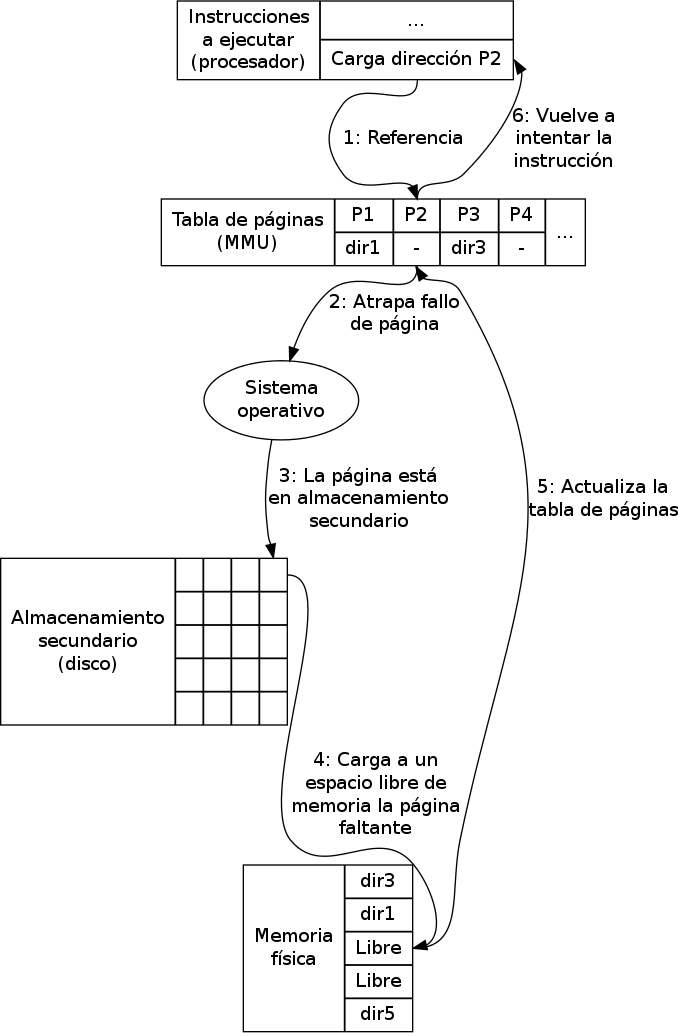 Instrucciones
a ejecutar
(procesador)
...
Carga dirección P2
1: Referencia
6: Vuelve a
intentar la
instrucción
Tabla de páginas
(MMU)
P1 P2 P3 P4
dir1 - dir3 -
...
2: Atrapa fallo
de página
Sistema
operativo
3: La página está
en almacenamiento
secundario
5: Actualiza la
tabla de páginas
Almacenamiento
secundario
(disco)
4: Carga a un
espacio libre de
memoria la página
faltante
Memoria
física
dir3
dir1
Libre
Libre
dir5